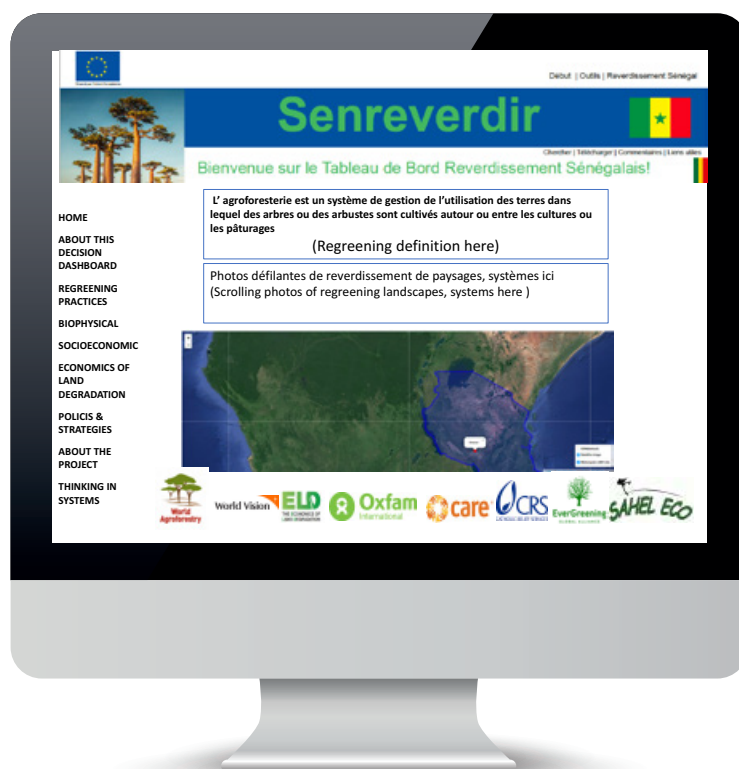 Début | Outils | Reverdissement Sénégal
Senreverdir
Chercher | Télécharger | Commentaires | Liens utiles
Bienvenue sur le Tableau de Bord Reverdissement Sénégalais!
HOME
ABOUT THIS
DECISION
DASHBOARD
REGREENING
PRACTICES
BIOPHYSICAL
SOCIOECONOMIC
ECONOMICS OF
LAND
DEGRADATION
POLICIS &
STRATEGIES
ABOUT THE
PROJECT
THINKING IN
SYSTEMS
L' agroforesterie est un système de gestion de l'utilisation des terres dans
lequel des arbres ou des arbustes sont cultivés autour ou entre les cultures ou
les pâturages
(Regreening definition here)
Photos défilantes de reverdissement de paysages, systèmes ici
(Scrolling photos of regreening landscapes, systems here )
World
Agroforestry
World Vision
ELD
THE ECONOMICS OF
LAND DEGRADATION
Oxfam
International
care
CRS
CATHOLIC RELIEF SERVICES
EverGreening
GLOBAL ALLIANCE
SAHEL ECO